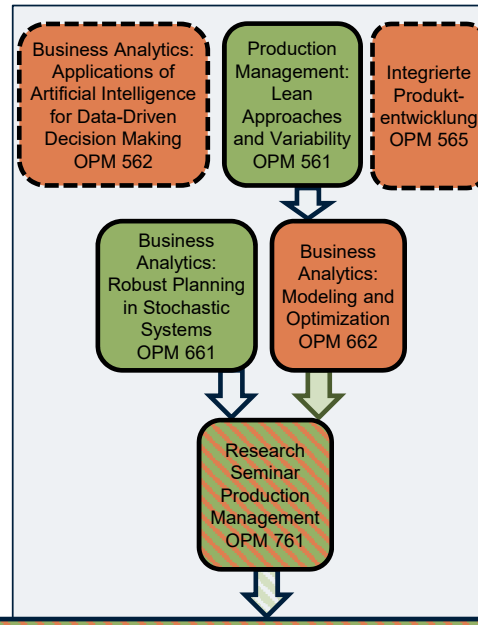 Business Analytics:
Applications of
Artificial Intelligence
for Data-Driven
Decision Making
OPM 562
Production
Management:
Lean
Approaches
and Variability
OPM 561
Integrierte
Produkt-
entwicklung
OPM 565
Business
Analytics:
Robust Planning
in Stochastic
Systems
OPM 661
Business
Analytics:
Modeling and
Optimization
OPM 662
Research
Seminar
Production
Management
OPM 761